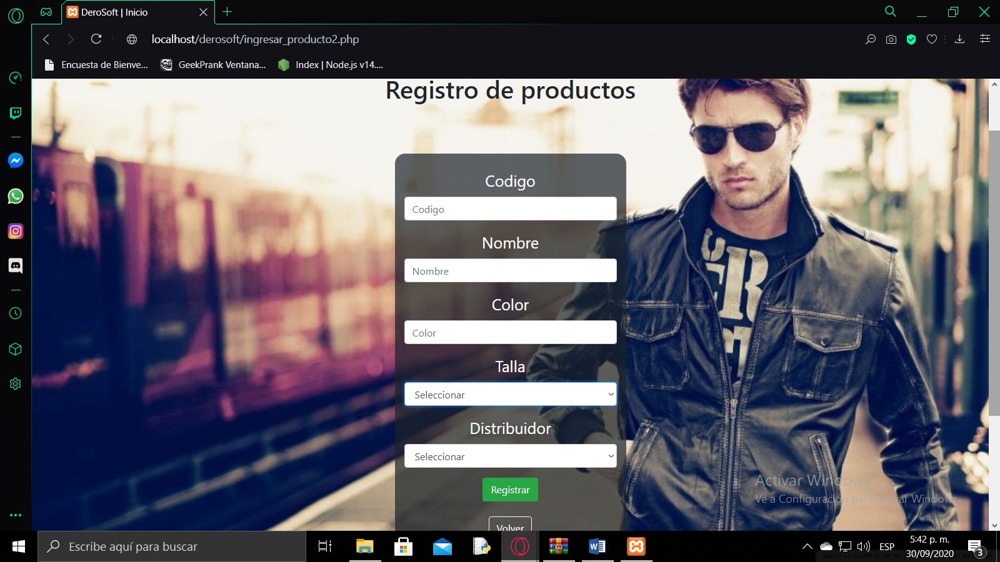 DeroSoft | Inicio
localhost/derosoft/ingresar_producto2.php
Encuesta de Bienve...
GeekPrank Ventana...
Index | Node.js v14....
Registro de productos
Codigo
Codigo
Nombre
Nombre
Color
Color
Talla
Seleccionar
Distribuidor
Seleccionar
Registrar
Volver
Activar Windows
Ve a Configuración para activar Windows.
Escribe aquí para buscar
ESP
5:42 p. m.
30/09/2020
3